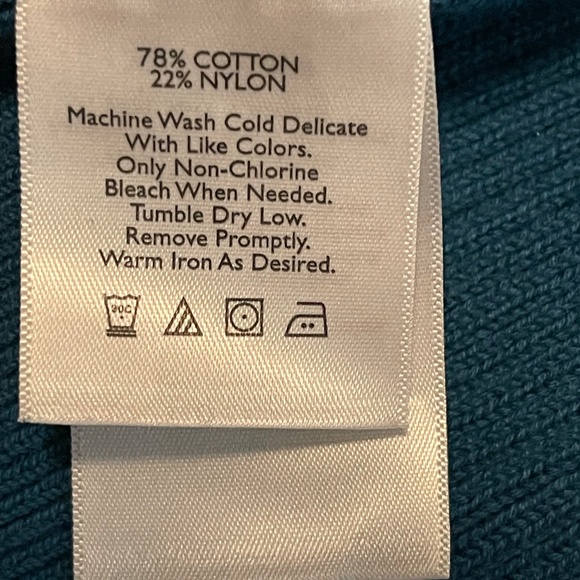 78% COTTON
22% NYLON
Machine Wash Cold Delicate
With Like Colors.
Only Non-Chlorine
Bleach When Needed.
Tumble Dry Low.
Remove Promptly.
Warm Iron As Desired.
30C